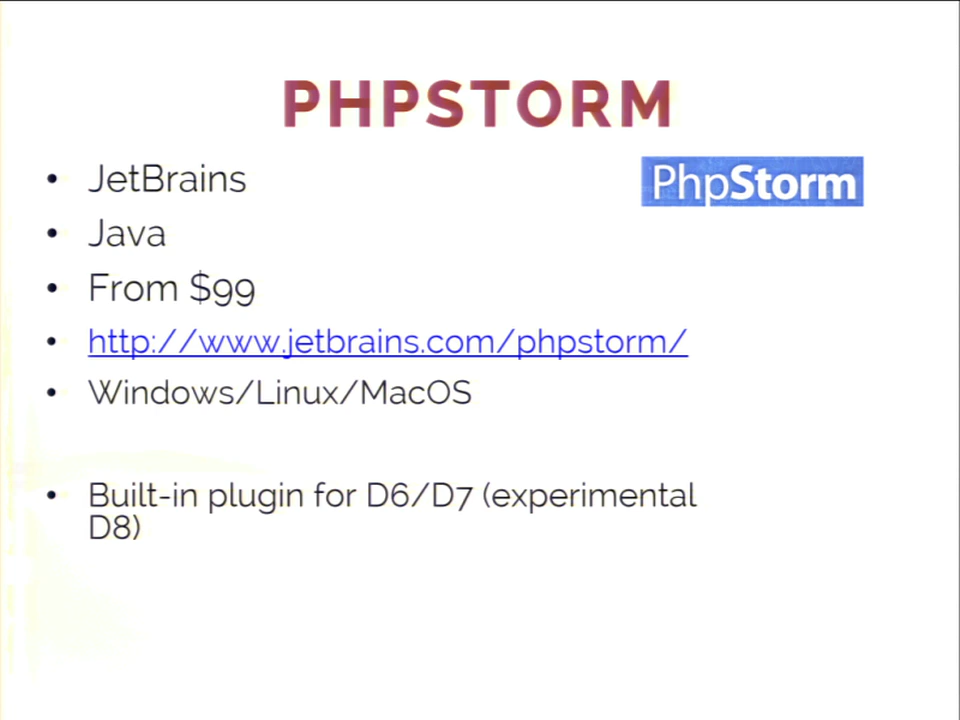 PHPSTORM
• JetBrains
PhpStorm
• Java
• From $99
• http://www.jetbrains.com/phpstorm/
• Windows/Linux/MacOS
• Built-in plugin for D6/D7 (experimental
D8)